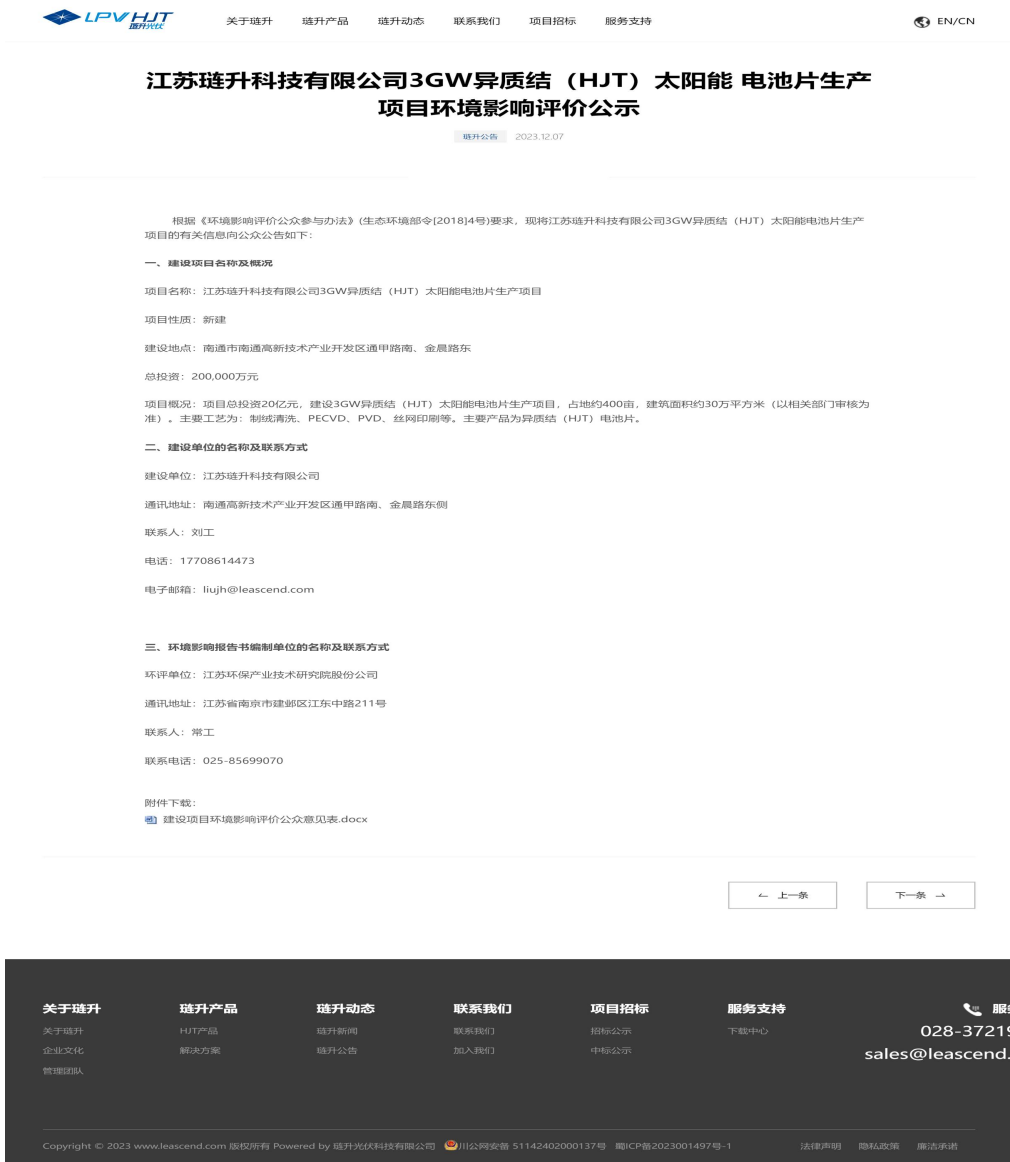 LPV HJT
琏升光伏
关于琏升 琏升产品 琏升动态 联系我们 项目招标 服务支持 EN/CN
江苏琏升科技有限公司3GW异质结（HJT）太阳能 电池片生产
项目环境影响评价公示
琏升公告 2023.12.07
根据《环境影响评价公众参与办法》(生态环境部令[2018]4号)要求，现将江苏琏升科技有限公司3GW异质结（HJT）太阳能电池片生产
项目的有关信息向公众公告如下：
一、建设项目名称及概况
项目名称：江苏琏升科技有限公司3GW异质结（HJT）太阳能电池片生产项目
项目性质：新建
建设地点：南通市南通高新技术产业开发区通甲路南、金晨路东
总投资：200,000万元
项目概况：项目总投资20亿元，建设3GW异质结（HJT）太阳能电池片生产项目，占地约400亩，建筑面积约30万平方米（以相关部门审核为
准）。主要工艺为：制绒清洗、PECVD、PVD、丝网印刷等。主要产品为异质结（HJT）电池片。
二、建设单位的名称及联系方式
建设单位：江苏琏升科技有限公司
通讯地址：南通高新技术产业开发区通甲路南、金晨路东侧
联系人：刘工
电话：17708614473
电子邮箱：liujh@leascend.com
三、环境影响报告书编制单位的名称及联系方式
环评单位：江苏环保产业技术研究院股份公司
通讯地址：江苏省南京市建邺区江东中路211号
联系人：常工
联系电话：025-85699070
附件下载：
建设项目环境影响评价公众意见表.docx
← 上一条 下一条 →
关于琏升 琏升产品 琏升动态 联系我们 项目招标 服务支持 服
关于琏升 HJT产品 琏升新闻 联系我们 招标公示 下载中心 028-37219
企业文化 解决方案 琏升公告 加入我们 中标公示 sales@leascend.
管理团队
Copyright © 2023 www.leascend.com 版权所有 Powered by 琏升光伏科技有限公司 川公网安备 51142402000137号 蜀ICP备2023001497号-1 法律声明 隐私政策 廉洁承诺